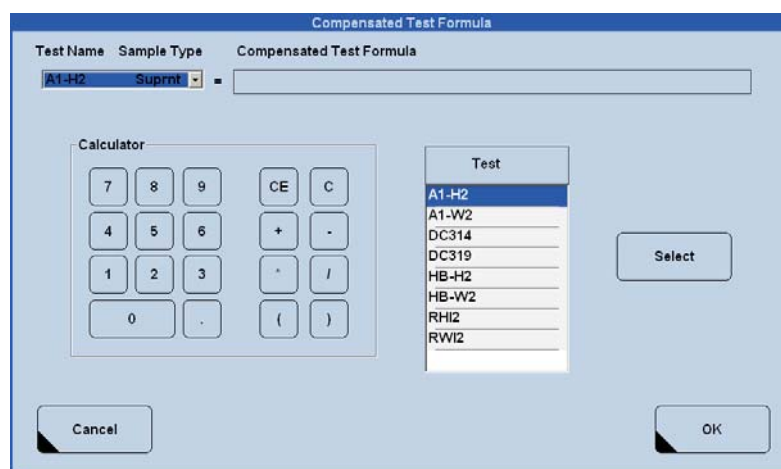 Compensated Test Formula
Test Name Sample Type Compensated Test Formula
A1-H2 Suprnt =
Calculator
7 8 9 CE C
4 5 6 + -
1 2 3 * /
0 . ( )
Test
A1-H2
A1-W2
DC314
DC319
HB-H2
HB-W2
RHI2
RWI2
Select
Cancel
OK